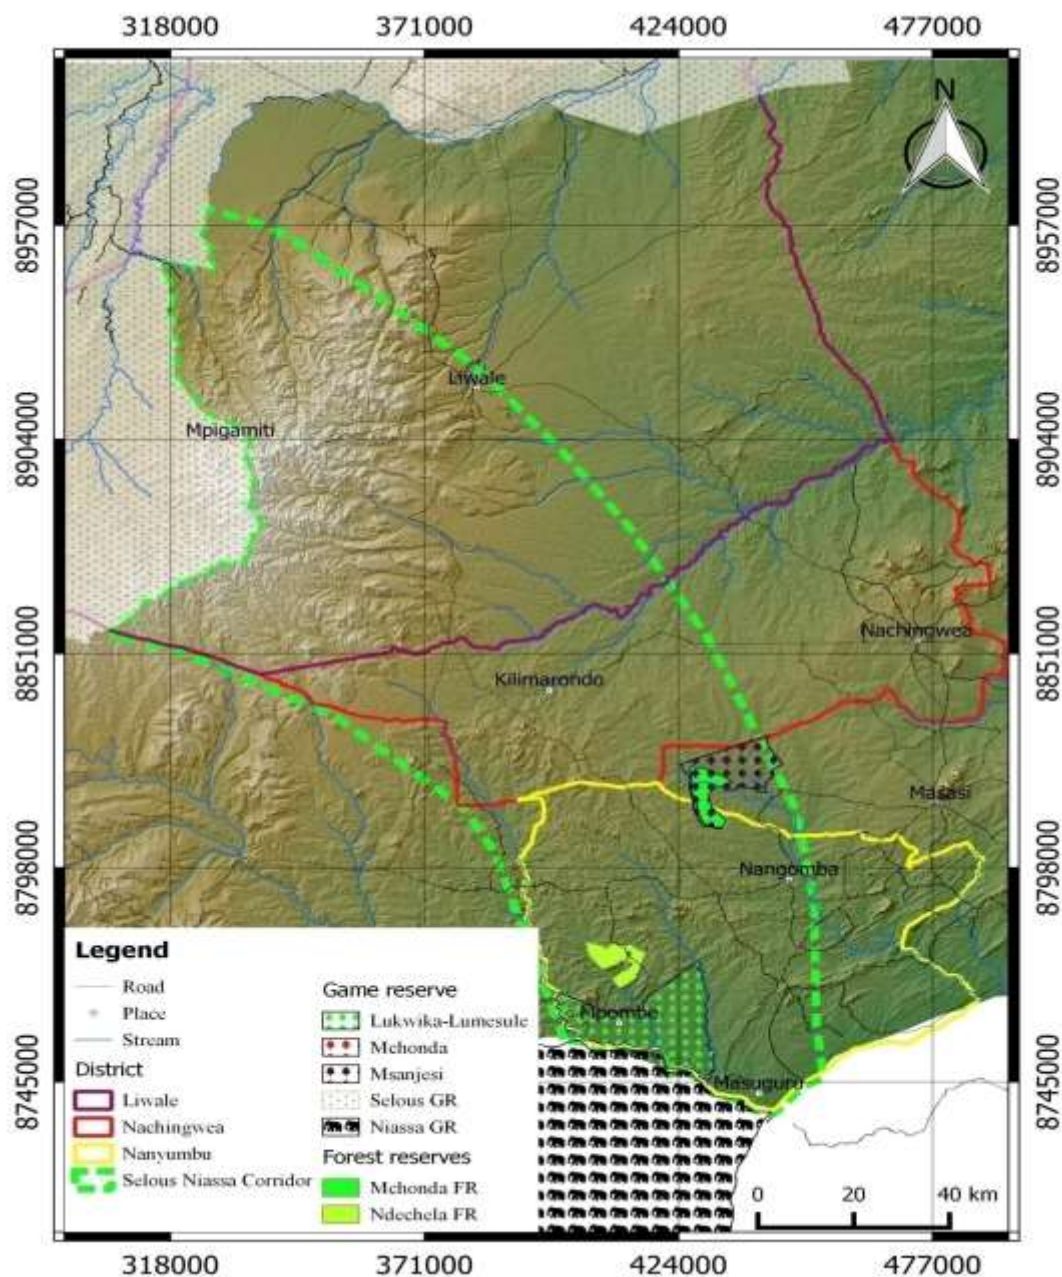 318000 371000 424000 477000
N
8957000 8957000
Liwale
Mpigamiti
8904000 8904000
Nachingwea
8851000 8851000
Kilimarondo
Masasi
8798000 8798000
Nangomba
Mpombe
Masuguru
8745000 8745000
Legend
Road
Place
Stream
District
Liwale
Nachingwea
Nanyumbu
Selous Niassa Corridor
Game reserve
Lukwika-Lumesule
Mchonda
Msanjesi
Selous GR
Niassa GR
Forest reserves
Mchonda FR
Ndechela FR
0 20 40 km
318000 371000 424000 477000